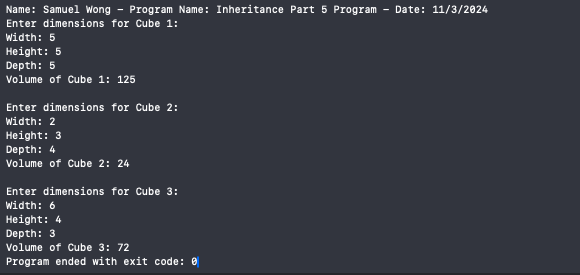 Name: Samuel Wong - Program Name: Inheritance Part 5 Program - Date: 11/3/2024
Enter dimensions for Cube 1:
Width: 5
Height: 5
Depth: 5
Volume of Cube 1: 125
Enter dimensions for Cube 2:
Width: 2
Height: 3
Depth: 4
Volume of Cube 2: 24
Enter dimensions for Cube 3:
Width: 6
Height: 4
Depth: 3
Volume of Cube 3: 72
Program ended with exit code: 0